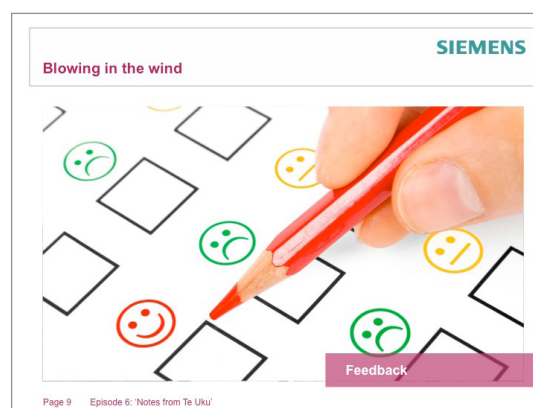 SIEMENS
Blowing in the wind
Feedback
Page 9 Episode 6: 'Notes from Te Uku'